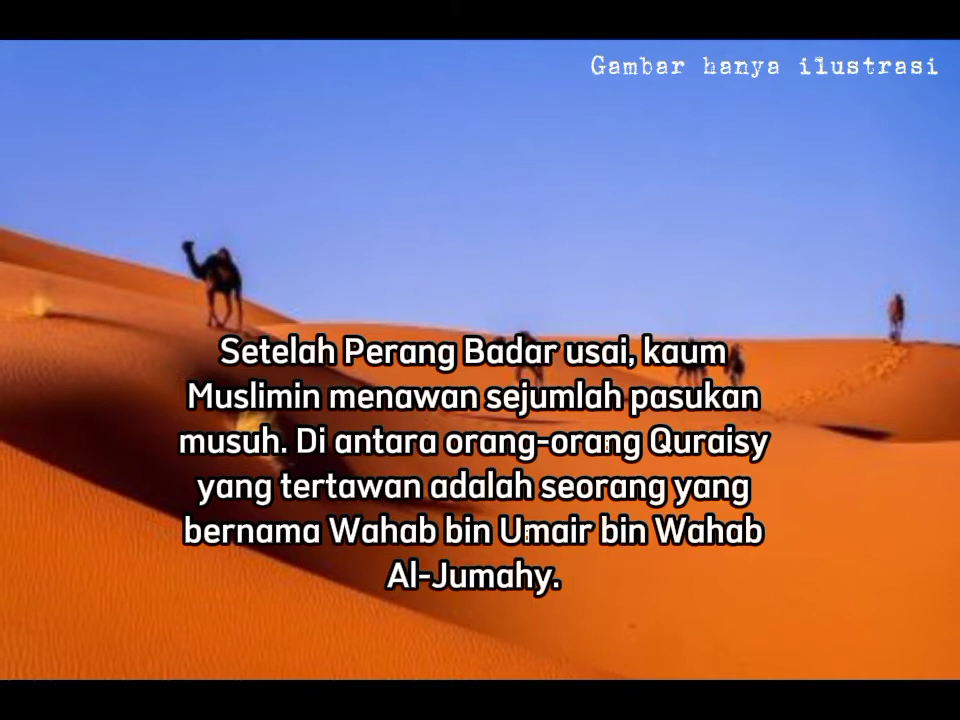 Gambar hanya ilustrasi
Setelah Perang Badar usai, kaum
Muslimin menawan sejumlah pasukan
musuh. Di antara orang-orang Quraisy
yang tertawan adalah seorang yang
bernama Wahab bin Umair bin Wahab
Al-Jumahy.